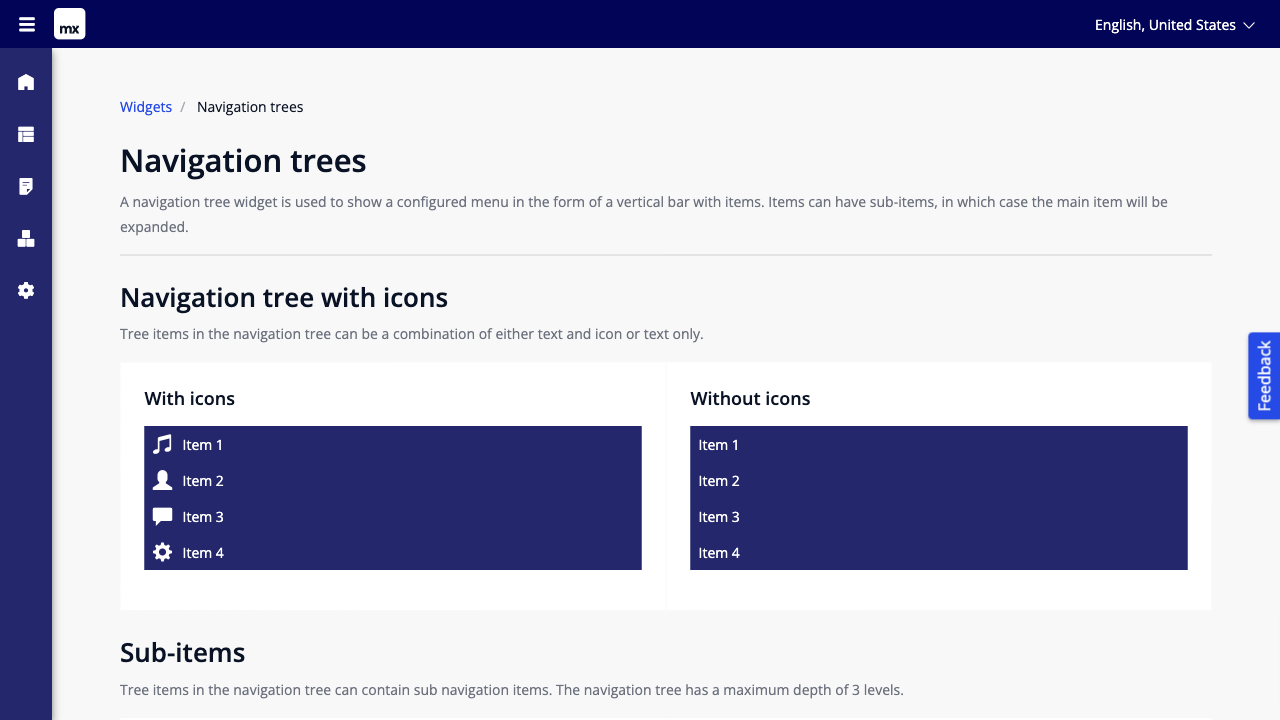 mx
English, United States
Widgets / Navigation trees
Navigation trees
A navigation tree widget is used to show a configured menu in the form of a vertical bar with items. Items can have sub-items, in which case the main item will be
expanded.
Navigation tree with icons
Tree items in the navigation tree can be a combination of either text and icon or text only.
With icons
Item 1
Item 2
Item 3
Item 4
Without icons
Item 1
Item 2
Item 3
Item 4
Feedback
Sub-items
Tree items in the navigation tree can contain sub navigation items. The navigation tree has a maximum depth of 3 levels.